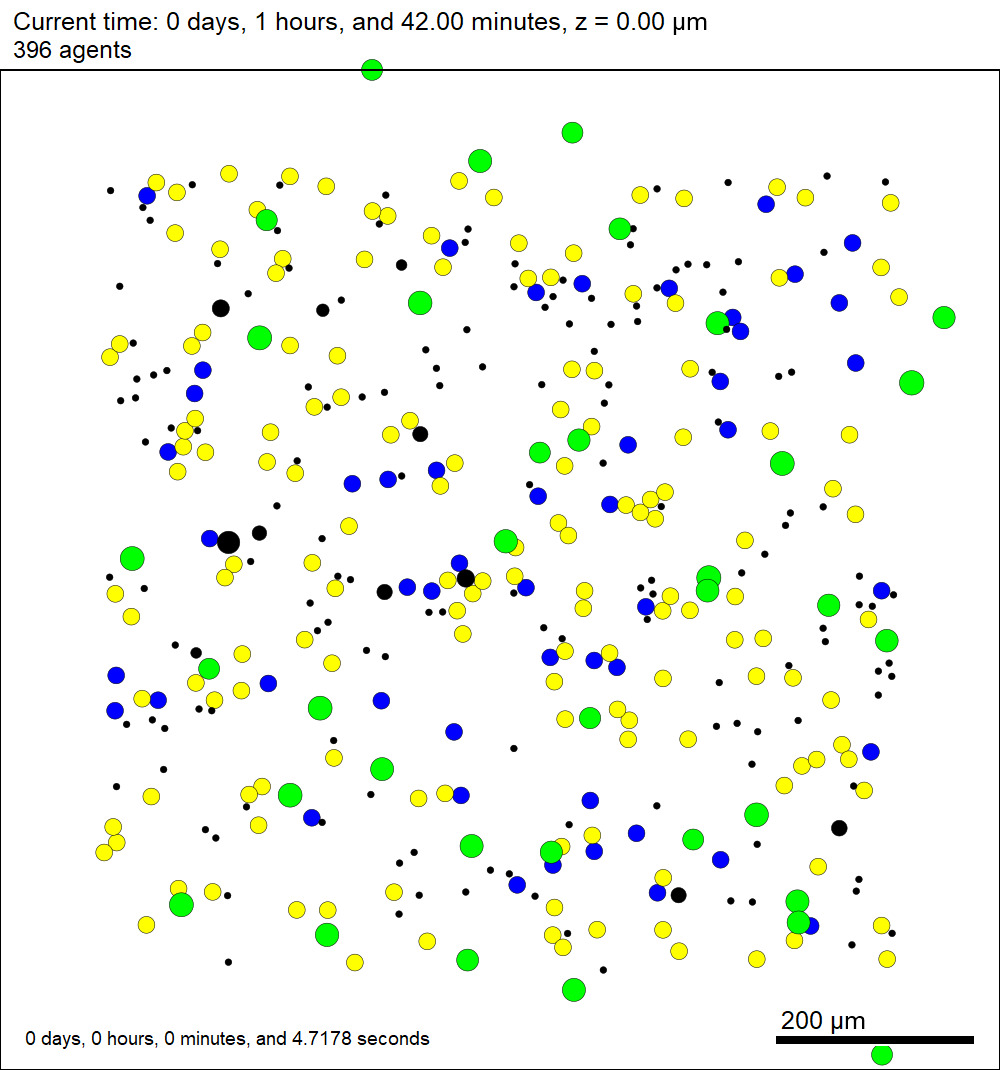 Current time: 0 days, 1 hours, and 42.00 minutes, z = 0.00 µm
396 agents
200 µm
0 days, 0 hours, 0 minutes, and 4.7178 seconds